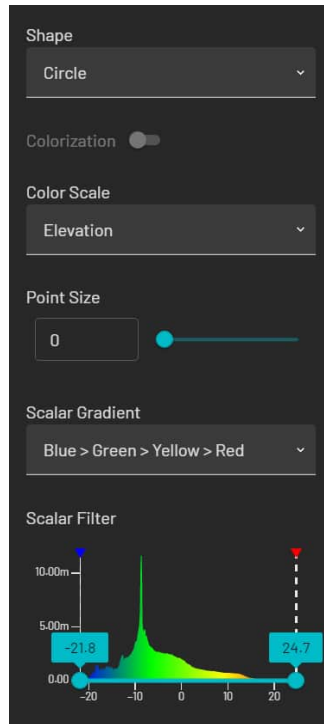 Shape
Circle
Colorization
Color Scale
Elevation
Point Size
0
Scalar Gradient
Blue > Green > Yellow > Red
Scalar Filter
10.00m
5.00m
-21.8
24.7
0.00
-20 -10 0 10 20